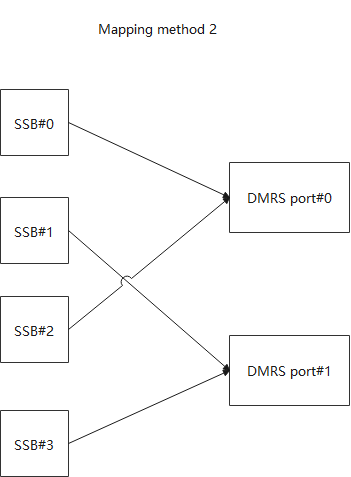 Mapping method 2
SSB#0
DMRS port#0
SSB#1
SSB#2
DMRS port#1
SSB#3